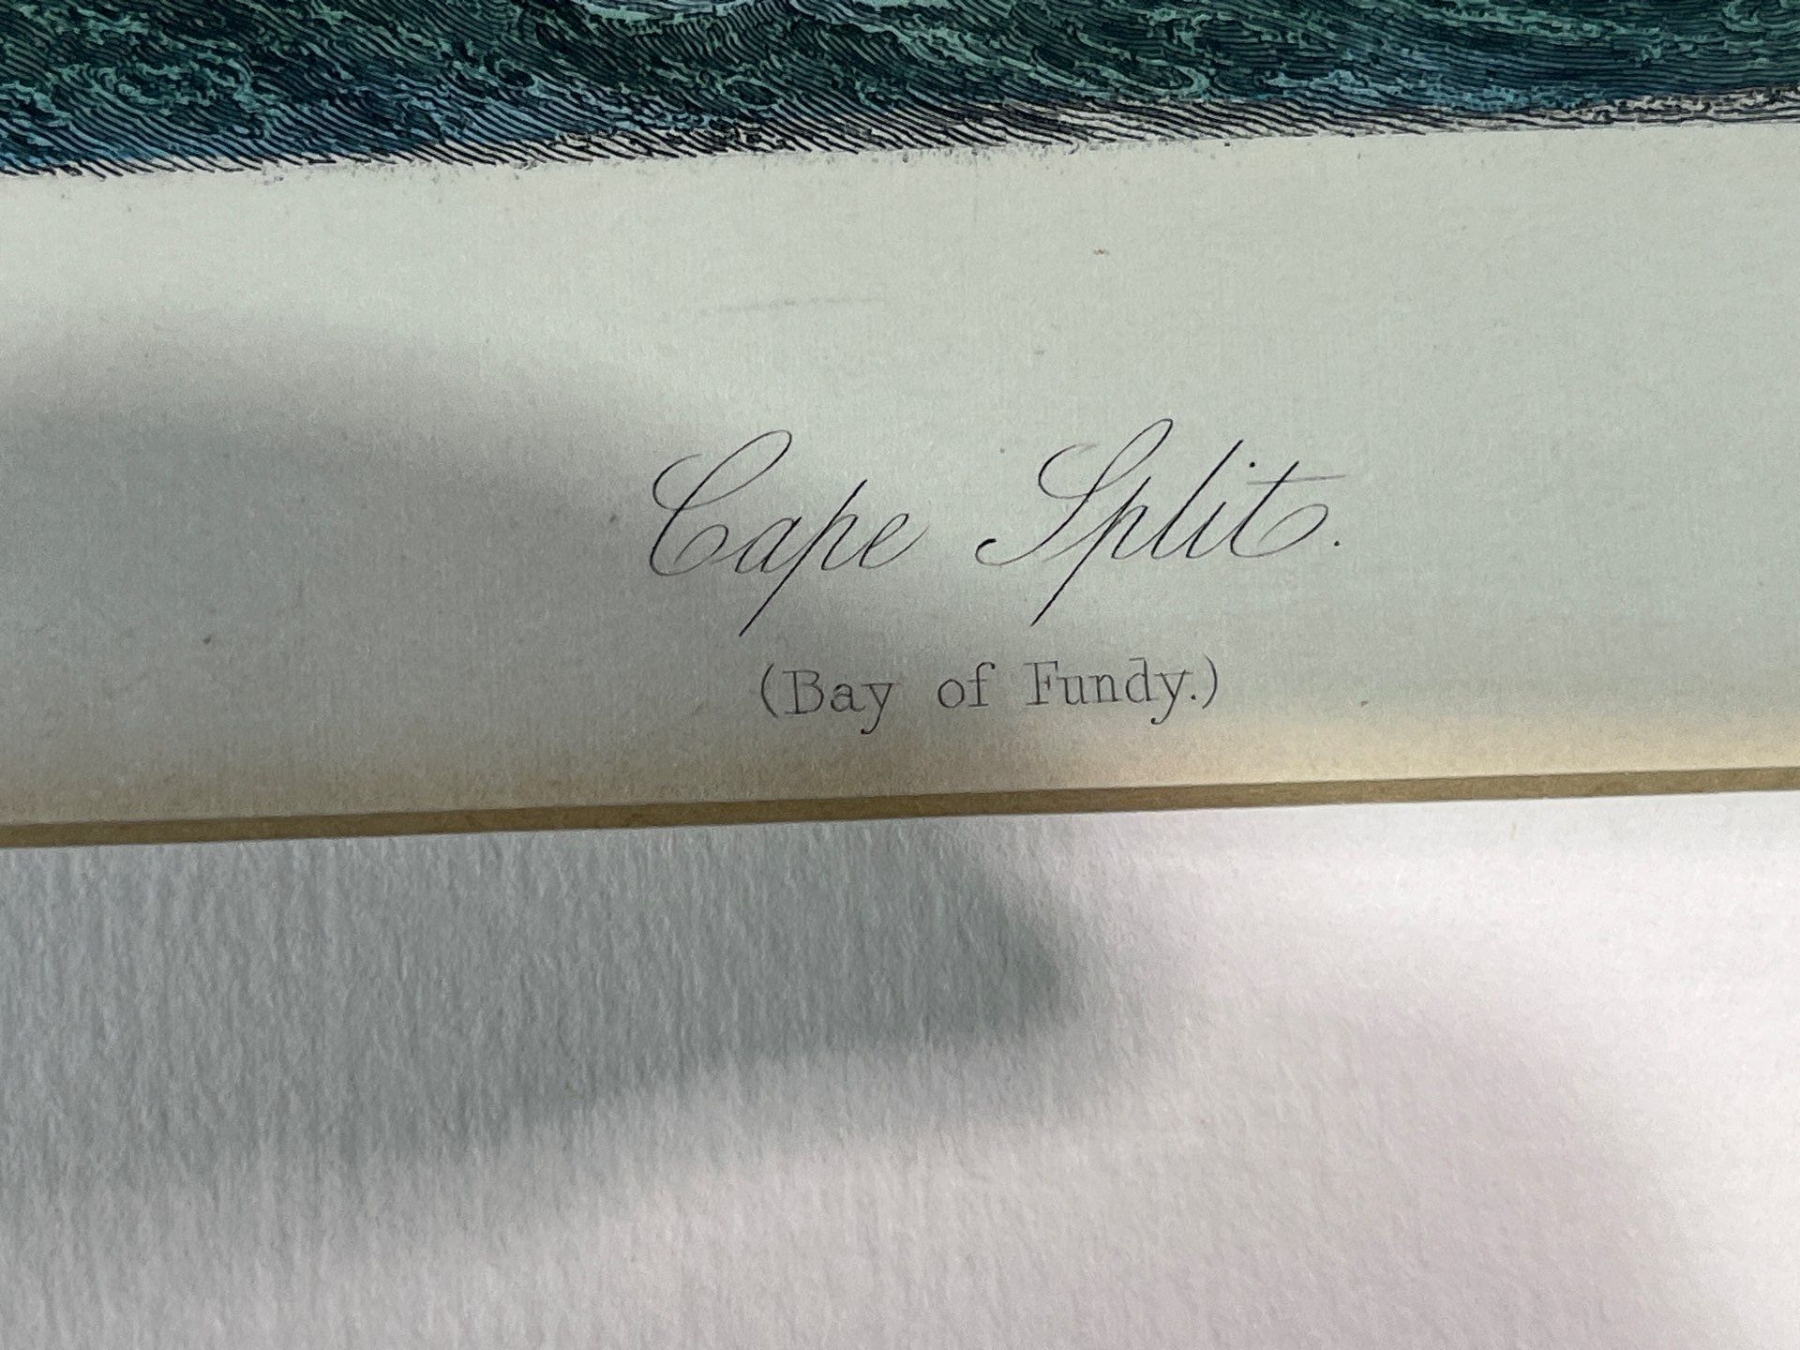 Cape Split.
(Bay of Fundy.)